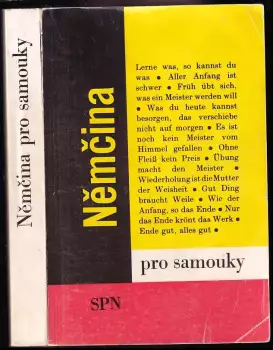 Němčina pro samouky
Němčina
Lerne was, so kannst du
was • Aller Anfang ist
schwer • Früh übt sich,
was ein Meister werden will
• Was du heute kannst
besorgen, das verschiebe
nicht auf morgen • Es ist
noch kein Meister vom
Himmel gefallen • Ohne
Fleiß kein Preis • Übung
macht den Meister •
Wiederholung ist die Mutter
der Weisheit • Gut Ding
braucht Weile • Wie der
Anfang, so das Ende • Nur
das Ende krönt das Werk •
Ende gut, alles gut •
pro samouky
SPN